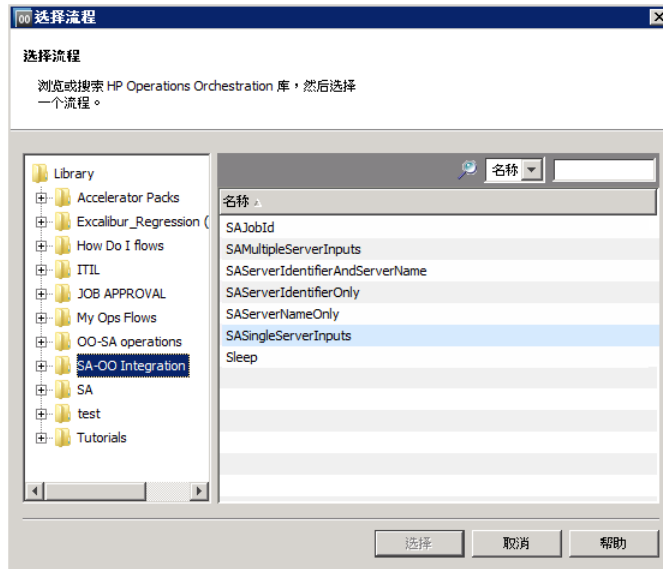 OO 选择流程
选择流程
浏览或搜索 HP Operations Orchestration 库，然后选择
一个流程。
名称
Library
Accelerator Packs
Excalibur_Regression (
How Do I flows
ITIL
JOB APPROVAL
My Ops Flows
OO-SA operations
SA-OO Integration
SA
test
Tutorials
名称
SAJobId
SAMultipleServerInputs
SAServerIdentifierAndServerName
SAServerIdentifierOnly
SAServerNameOnly
SASingleServerInputs
Sleep
选择 取消 帮助